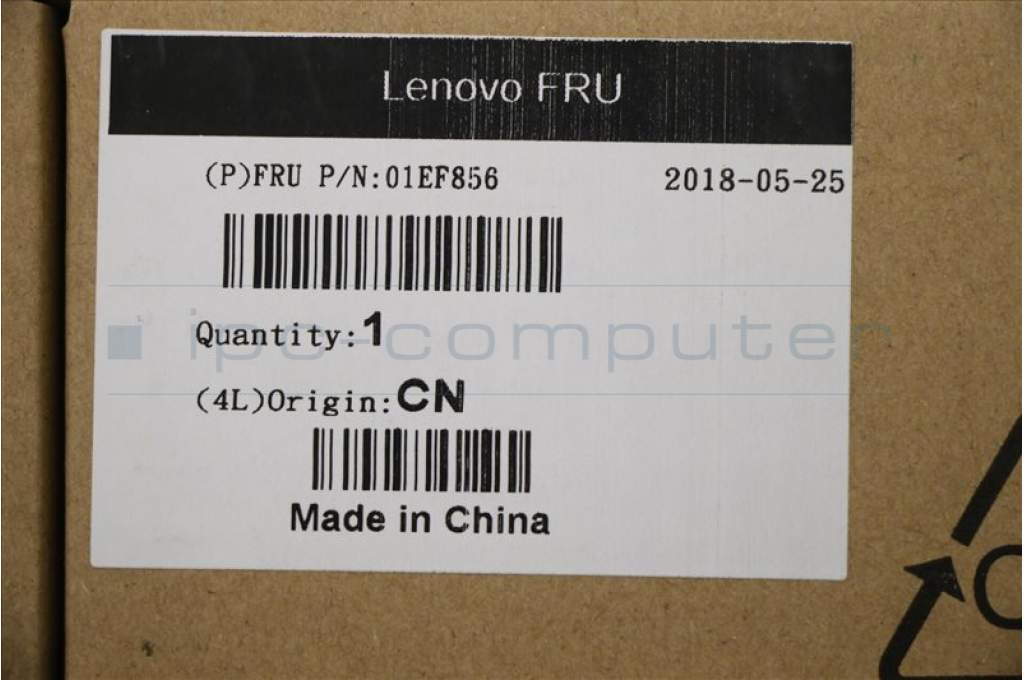 Lenovo FRU
(P)FRU P/N:01EF856 2018-05-25
Quantity:1
ipc-computer
(4L)Origin:CN
Made in China